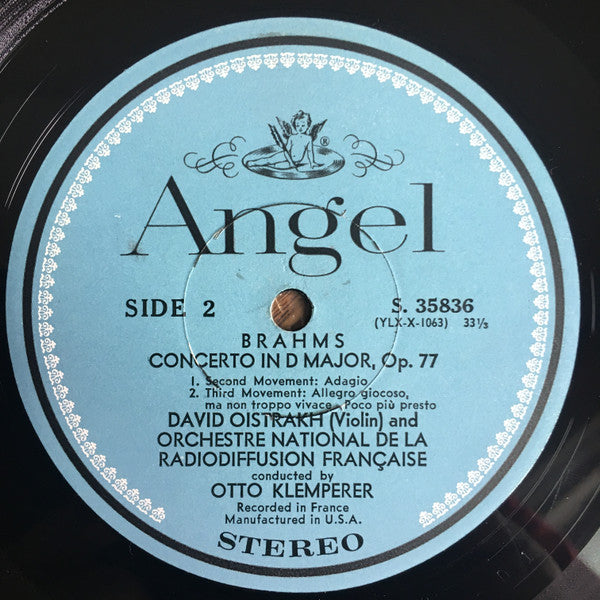 ®
Angel
SIDE 2
S. 35836
(YLX-X-1063) 33⅓
BRAHMS
CONCERTO IN D MAJOR, Op. 77
1. Second Movement: Adagio
2. Third Movement: Allegro giocoso,
ma non troppo vivace - Poco più presto
DAVID OISTRAKH (Violin) and
ORCHESTRE NATIONAL DE LA
RADIODIFFUSION FRANÇAISE
conducted by
OTTO KLEMPERER
Recorded in France
Manufactured in U.S.A.
STEREO